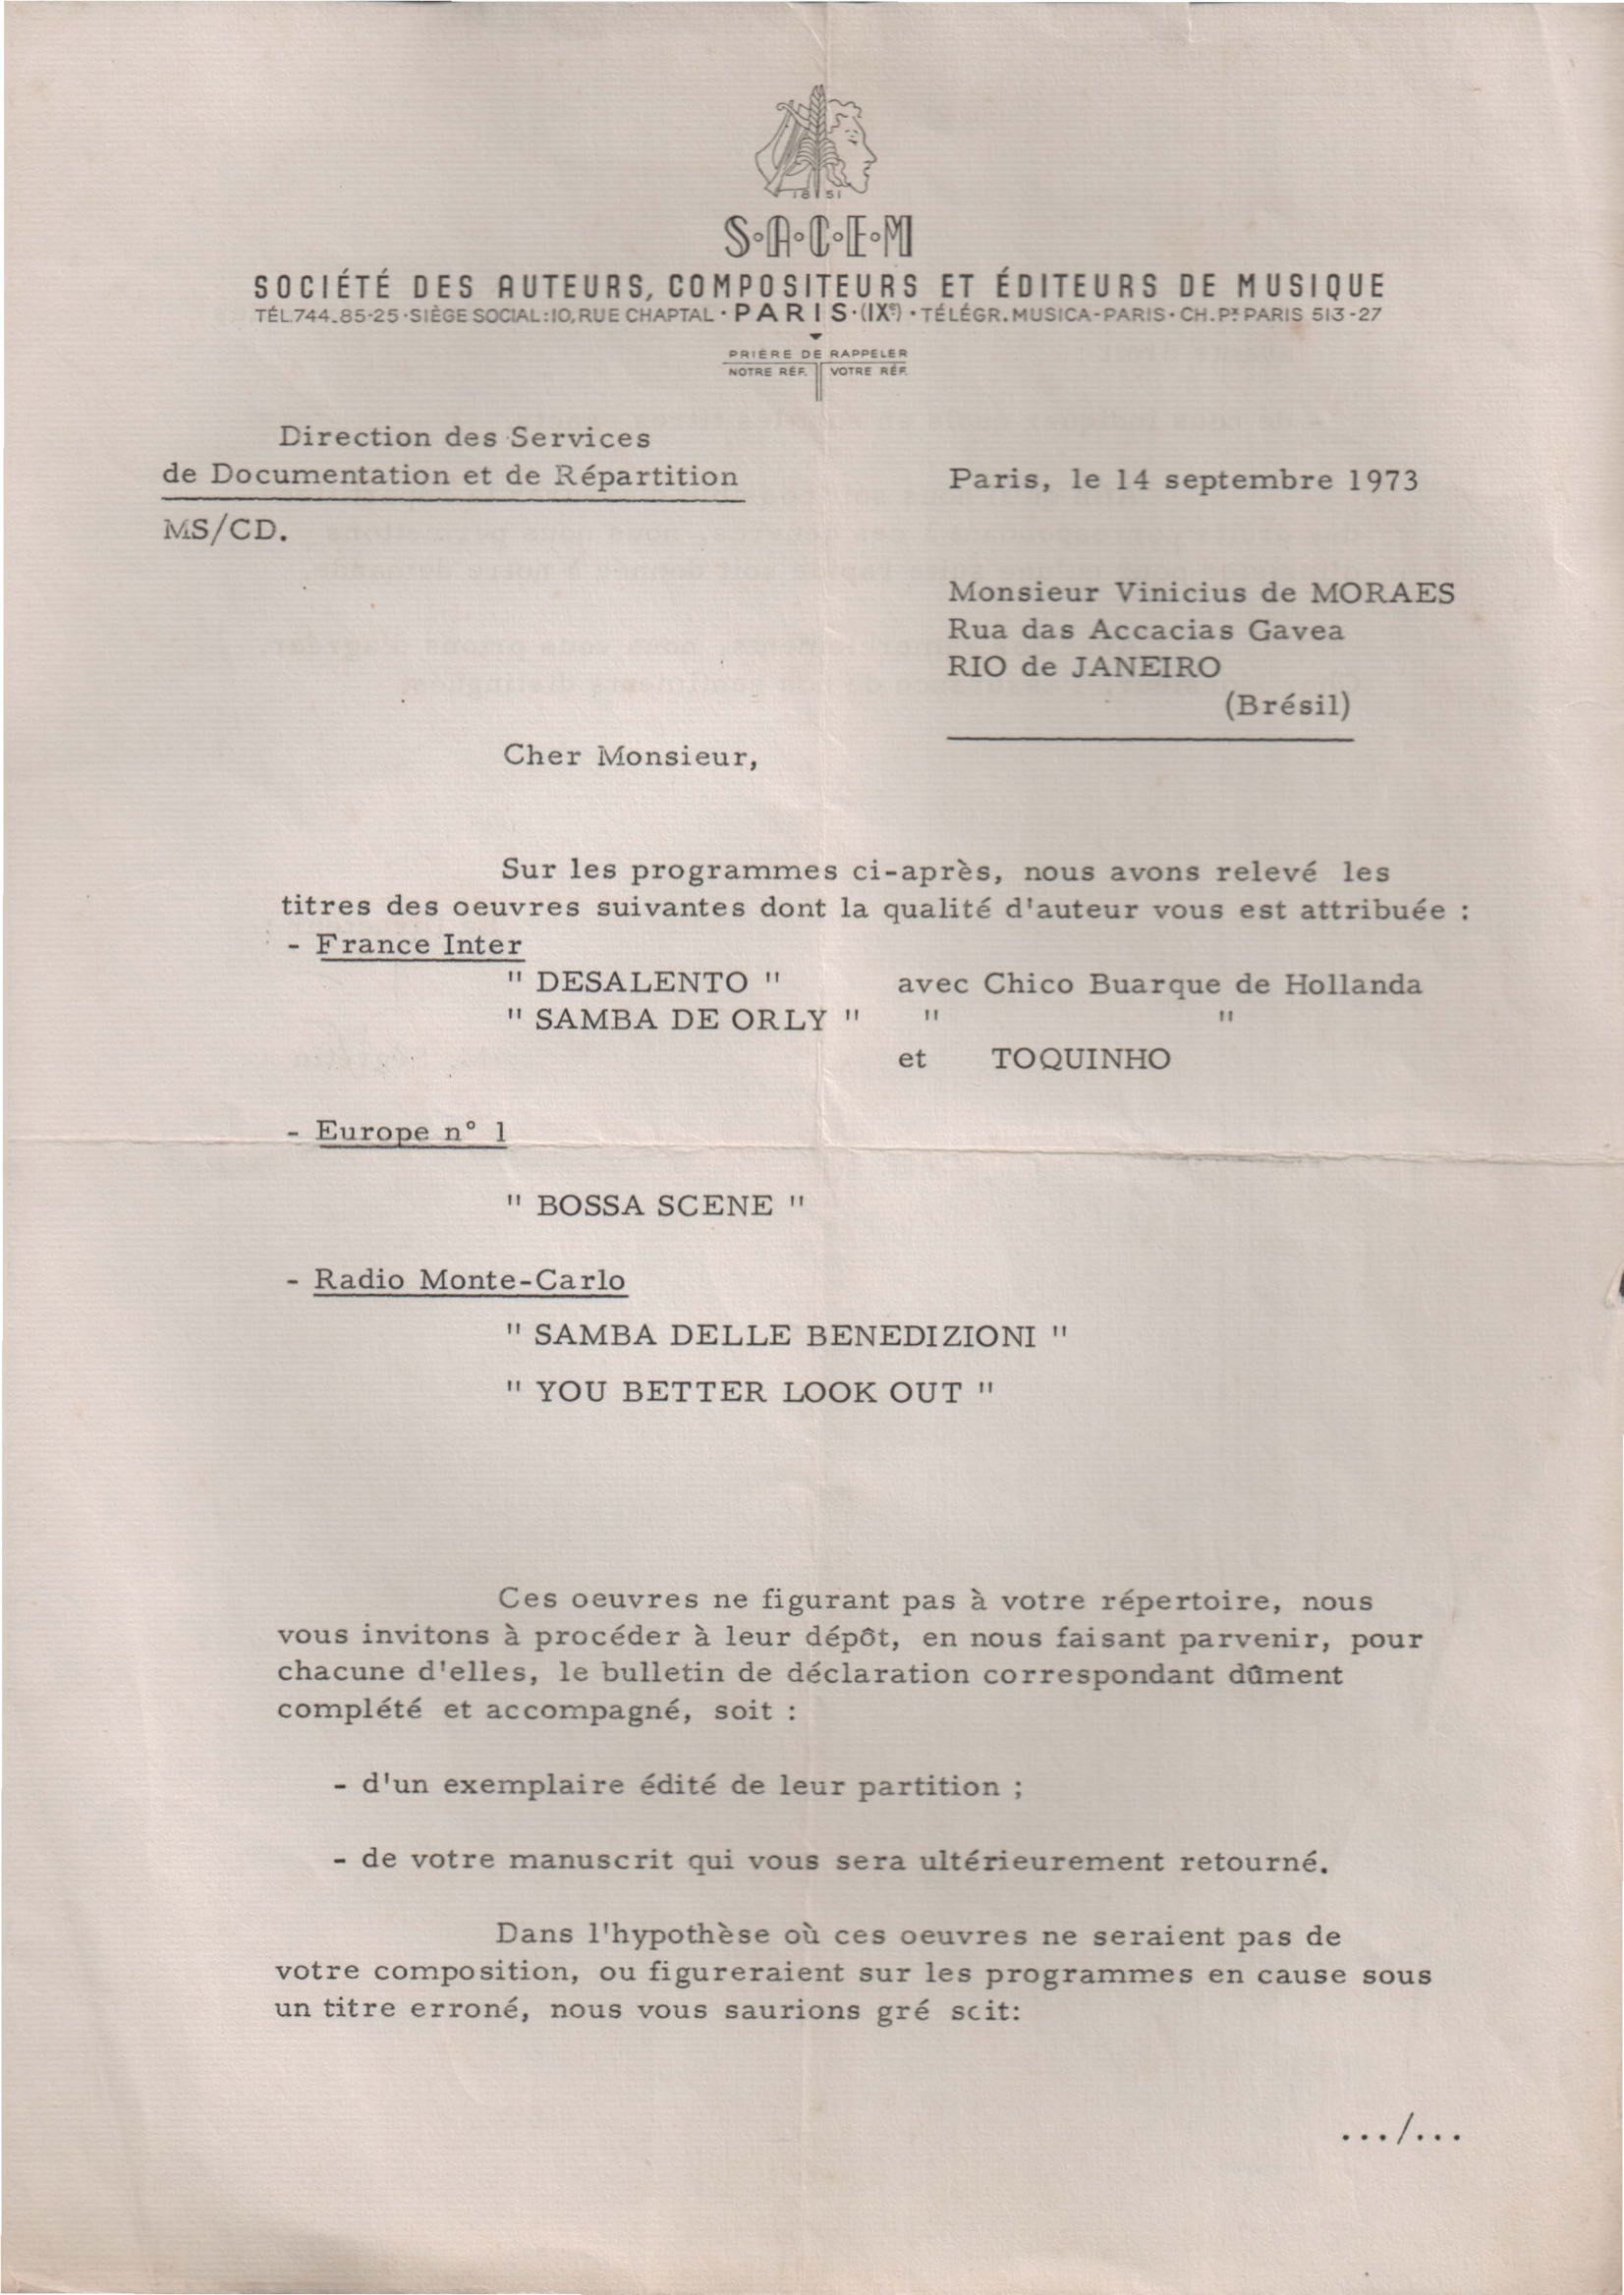 1851
S.A.C.E.M
SOCIÉTÉ DES AUTEURS, COMPOSITEURS ET ÉDITEURS DE MUSIQUE
TÉL.744.85-25 · SIÈGE SOCIAL : 10, RUE CHAPTAL · PARIS · (IXe) · TÉLÉGR. MUSICA-PARIS · CH. Px PARIS 513-27
PRIÈRE DE RAPPELER
NOTRE RÉF. VOTRE RÉF.
Direction des Services
de Documentation et de Répartition
Paris, le 14 septembre 1973
MS/CD.
Monsieur Vinicius de MORAES
Rua das Accacias Gavea
RIO de JANEIRO
(Brésil)
Cher Monsieur,
Sur les programmes ci-après, nous avons relevé les
titres des oeuvres suivantes dont la qualité d'auteur vous est attribuée :
- France Inter
" DESALENTO " avec Chico Buarque de Hollanda
" SAMBA DE ORLY " " "
et TOQUINHO
- Europe n° 1
" BOSSA SCENE "
- Radio Monte-Carlo
" SAMBA DELLE BENEDIZIONI "
" YOU BETTER LOOK OUT "
Ces oeuvres ne figurant pas à votre répertoire, nous
vous invitons à procéder à leur dépôt, en nous faisant parvenir, pour
chacune d'elles, le bulletin de déclaration correspondant dûment
complété et accompagné, soit :
- d'un exemplaire édité de leur partition ;
- de votre manuscrit qui vous sera ultérieurement retourné.
Dans l'hypothèse où ces oeuvres ne seraient pas de
votre composition, ou figureraient sur les programmes en cause sous
un titre erroné, nous vous saurions gré scit:
.../...